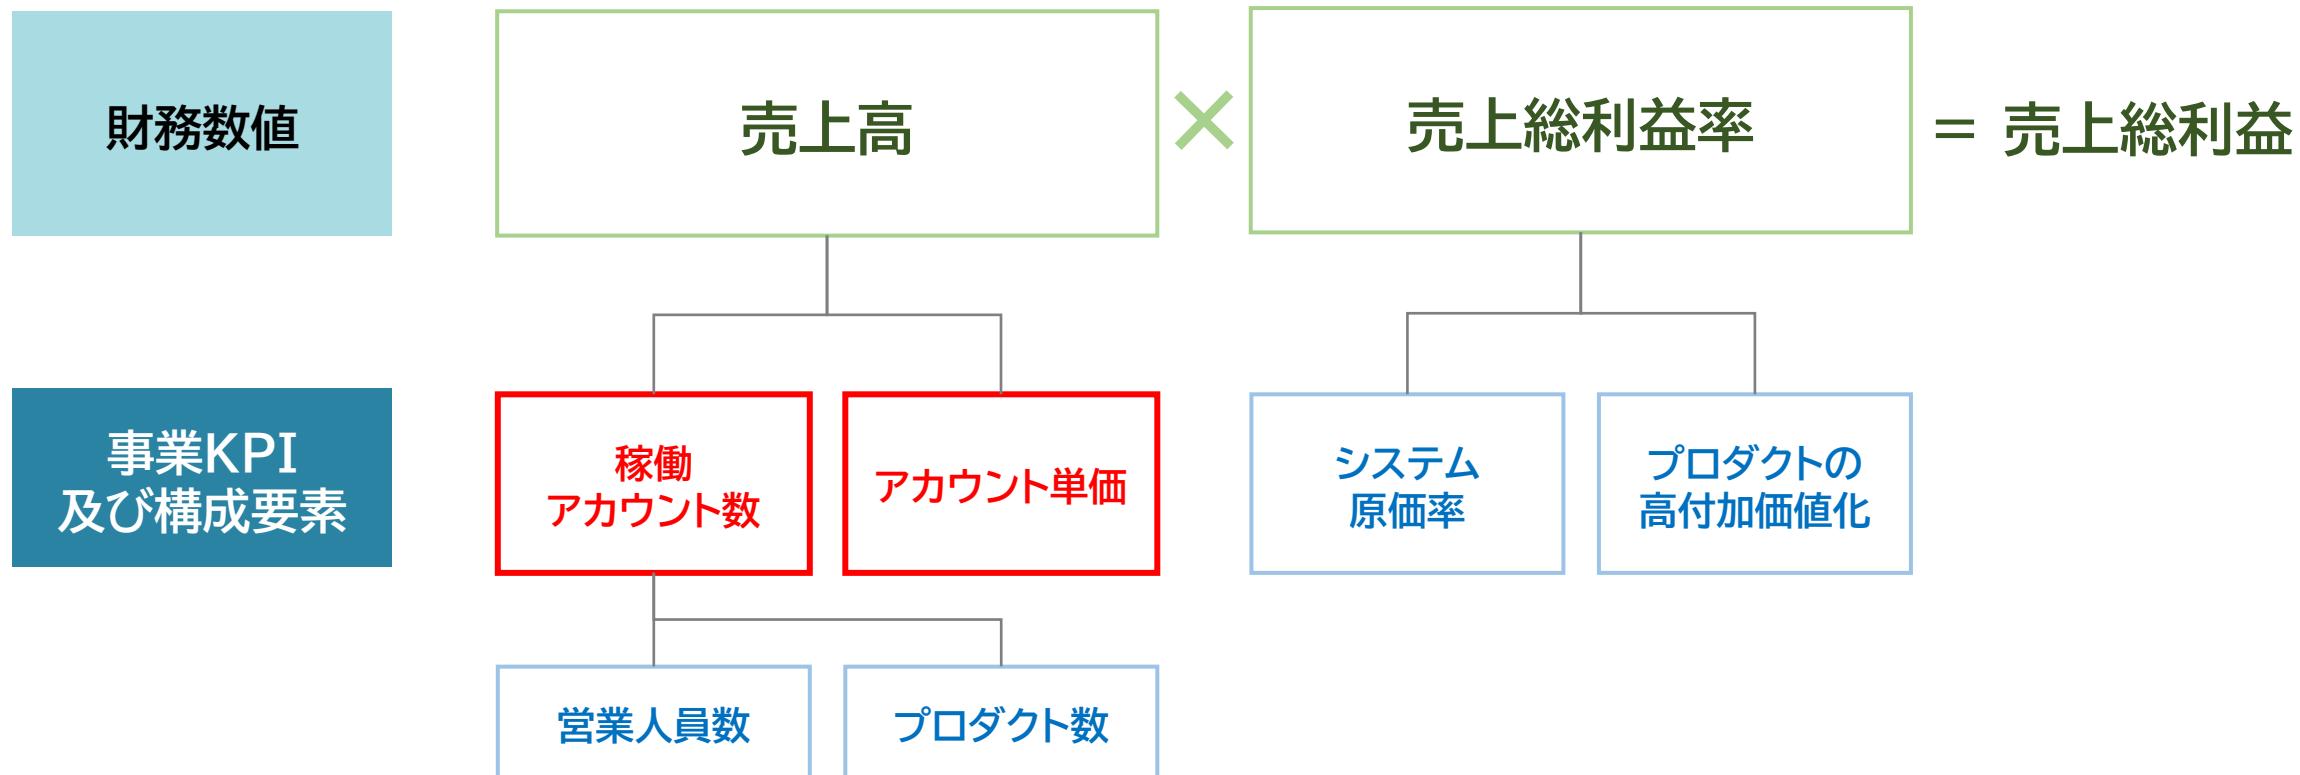 財務数値
売上高
×
売上総利益率
= 売上総利益
事業KPI
及び構成要素
稼働
アカウント数
アカウント単価
システム
原価率
プロダクトの
高付加価値化
営業人員数
プロダクト数